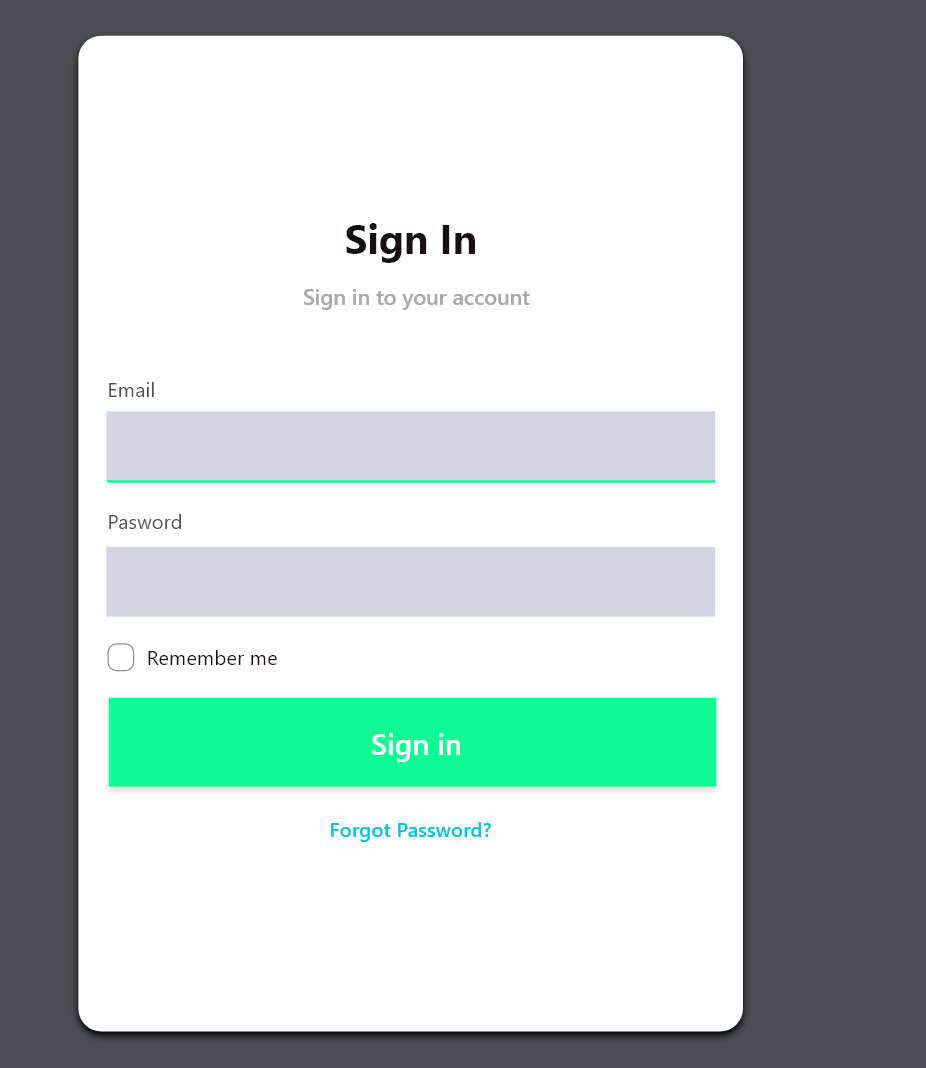 Sign In
Sign in to your account
Email
Pasword
Remember me
Sign in
Forgot Password?